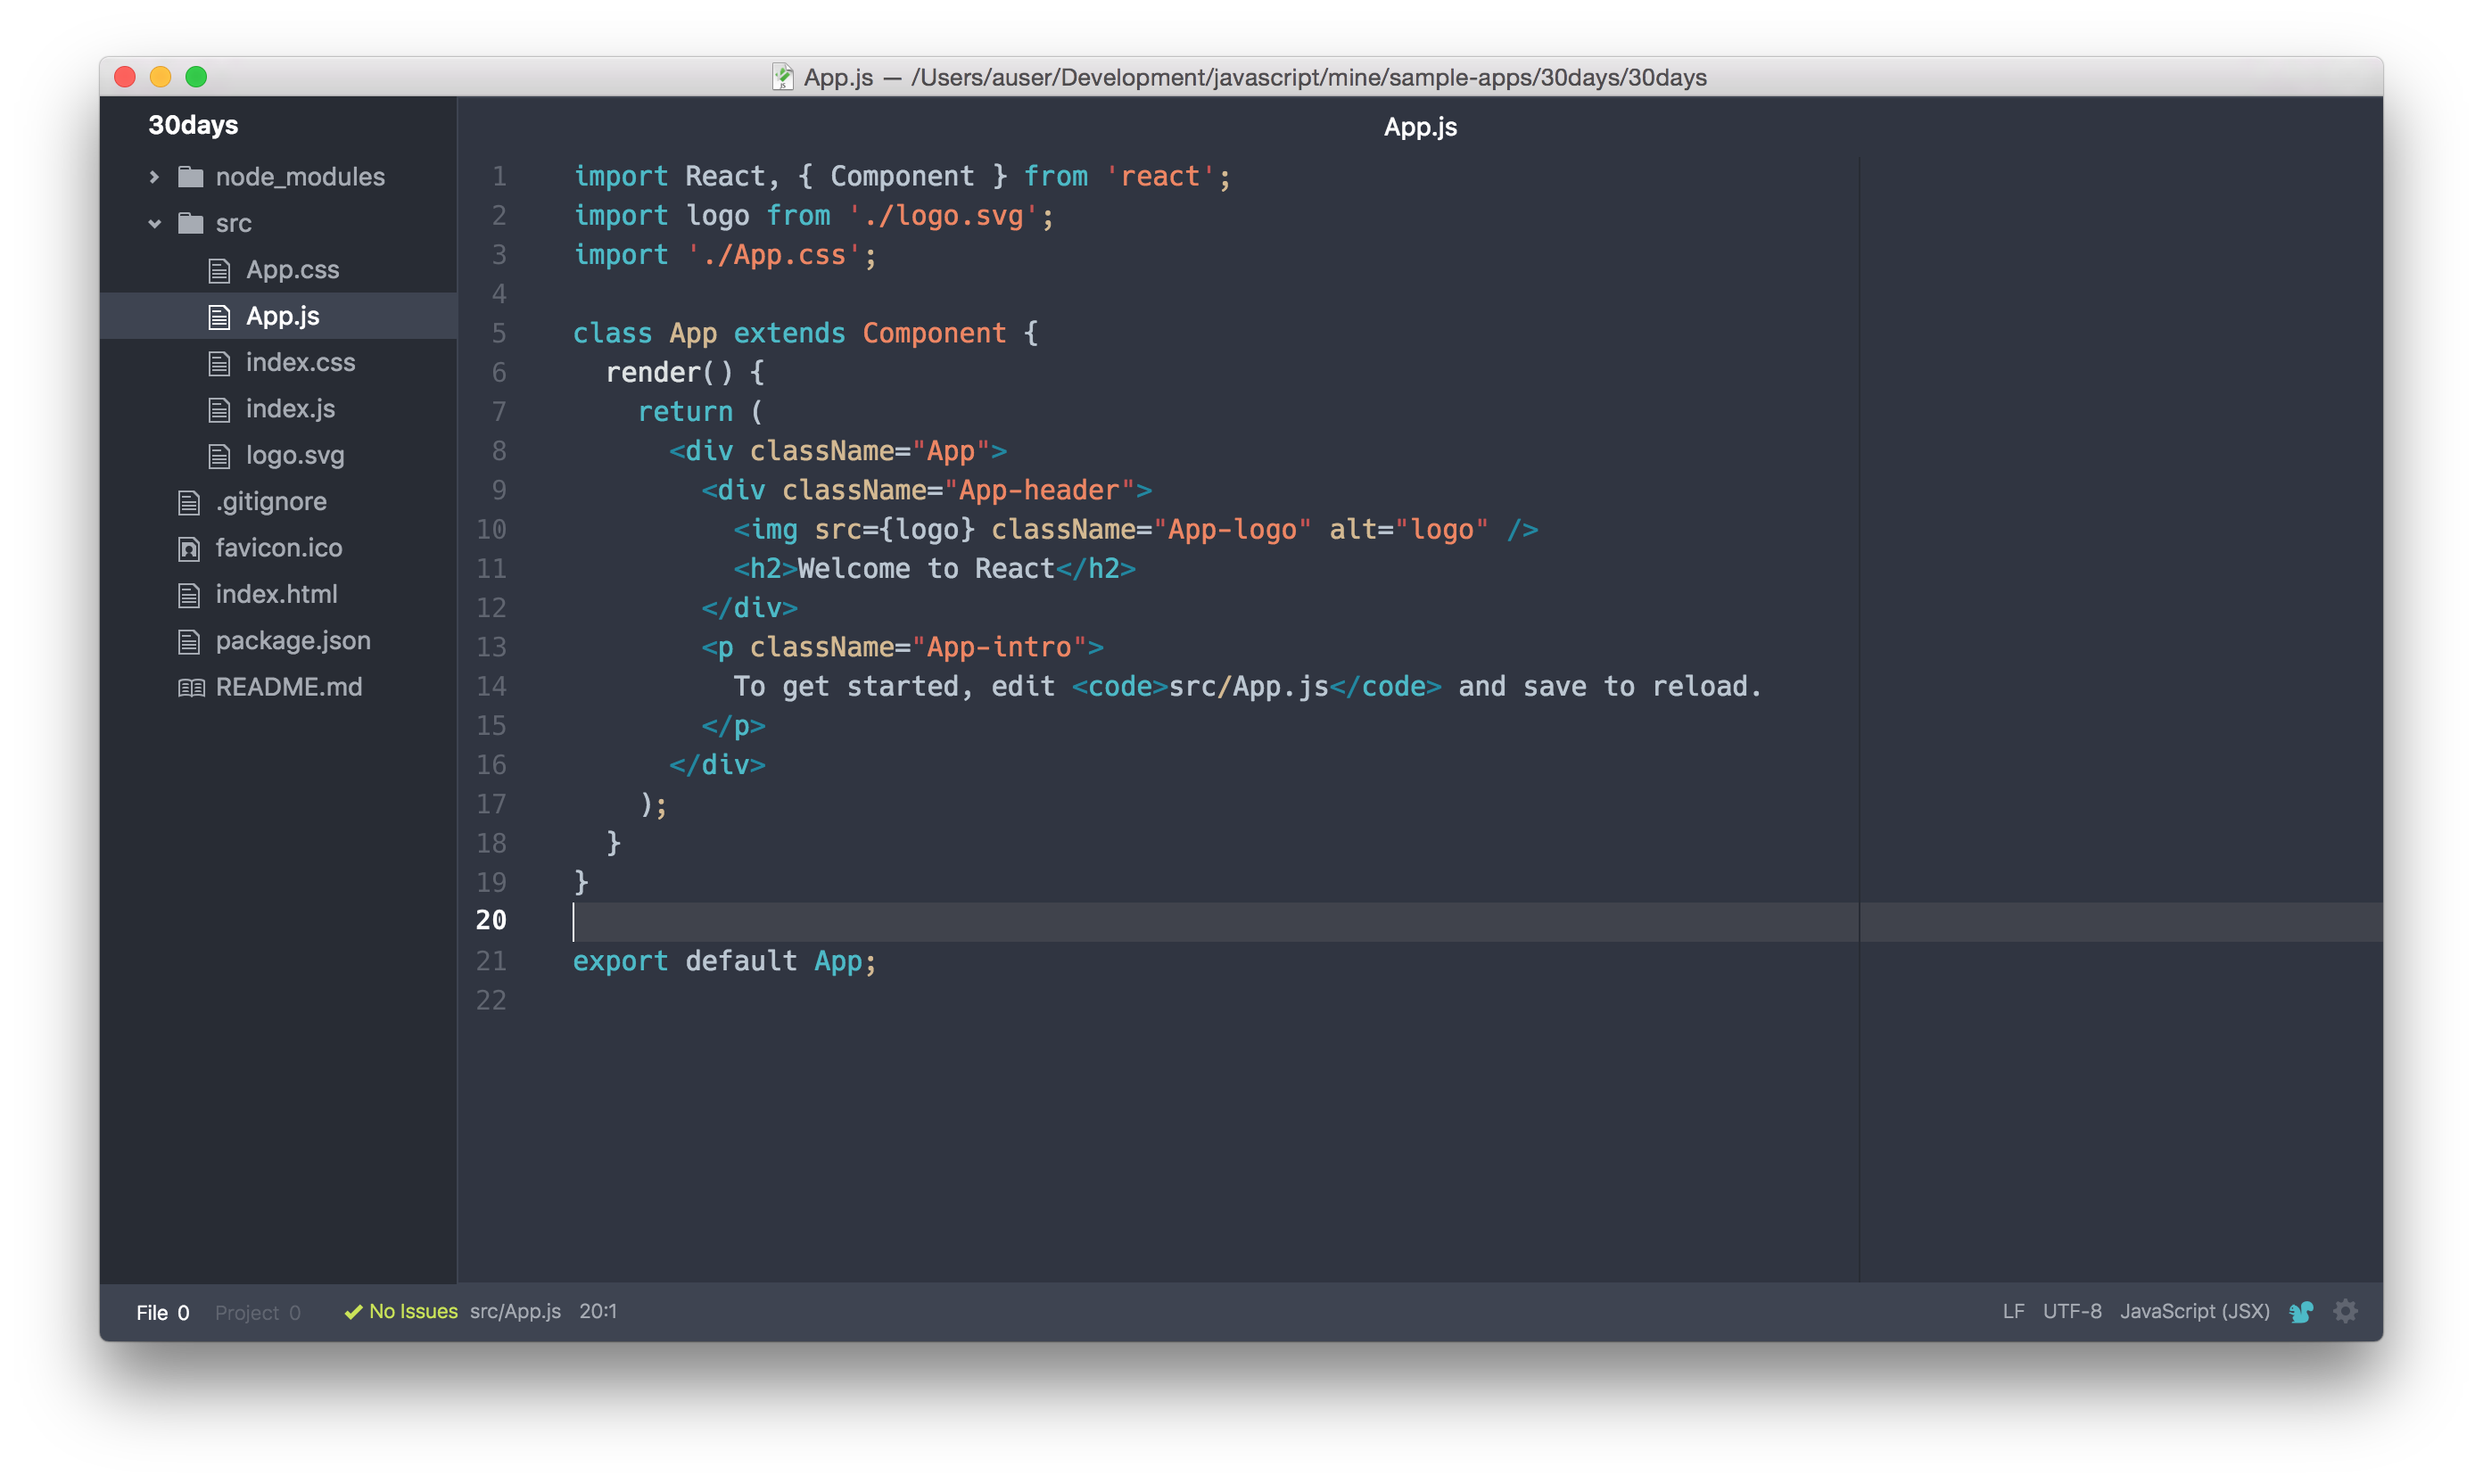 App.js — /Users/auser/Development/javascript/mine/sample-apps/30days/30days
30days
node_modules
src
App.css
App.js
index.css
index.js
logo.svg
.gitignore
favicon.ico
index.html
package.json
README.md
App.js
1 import React, { Component } from 'react';
2 import logo from './logo.svg';
3 import './App.css';
4
5 class App extends Component {
6   render() {
7     return (
8       <div className="App">
9         <div className="App-header">
10           <img src={logo} className="App-logo" alt="logo" />
11           <h2>Welcome to React</h2>
12         </div>
13         <p className="App-intro">
14           To get started, edit <code>src/App.js</code> and save to reload.
15         </p>
16       </div>
17     );
18   }
19 }
20
21 export default App;
22
File 0 Project 0 No Issues src/App.js 20:1 LF UTF-8 JavaScript (JSX)